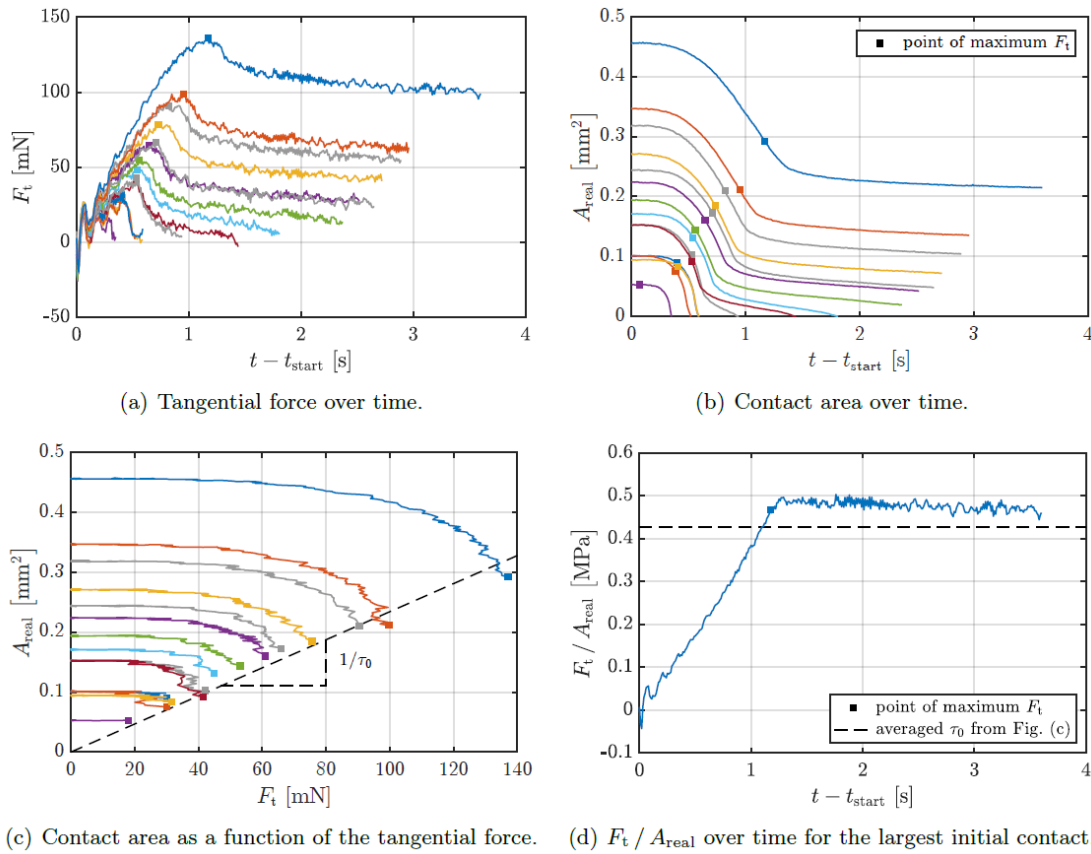 150
100
50
0
-50
F_t [mN]
0 1 2 3 4
t − t_start [s]
(a) Tangential force over time.
0.5
0.4
0.3
0.2
0.1
0
A_real [mm²]
point of maximum F_t
0 1 2 3 4
t − t_start [s]
(b) Contact area over time.
0.5
0.4
0.3
0.2
0.1
0
A_real [mm²]
1/τ₀
0 20 40 60 80 100 120 140
F_t [mN]
(c) Contact area as a function of the tangential force.
0.6
0.5
0.4
0.3
0.2
0.1
0
-0.1
F_t / A_real [MPa]
point of maximum F_t
averaged τ₀ from Fig. (c)
0 1 2 3 4
t − t_start [s]
(d) F_t / A_real over time for the largest initial contact